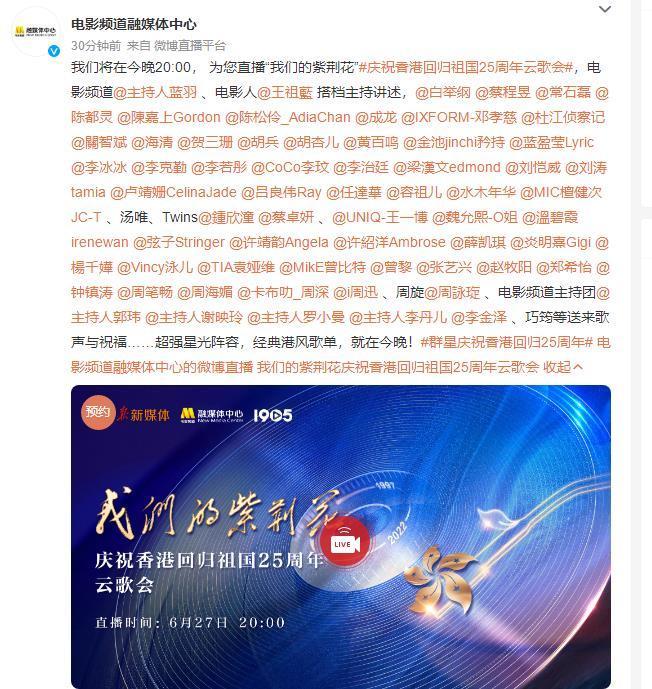 电影频道融媒体中心
30分钟前 来自 微博直播平台
我们将在今晚20:00， 为您直播“我们的紫荆花”#庆祝香港回归祖国25周年云歌会#，电
影频道@主持人蓝羽 、电影人@王祖藍 搭档主持讲述，@白举纲 @蔡程昱 @常石磊 @
陈都灵 @陳嘉上Gordon @陈松伶_AdiaChan @成龙 @IXFORM-邓孝慈 @杜江侦察记
@關智斌 @海清 @贺三珊 @胡兵 @胡杏儿 @黄百鸣 @金池jinchi矜持 @蓝盈莹Lyric
@李冰冰 @李克勤 @李若彤 @CoCo李玟 @李治廷 @梁漢文edmond @刘恺威 @刘涛
tamia @卢靖姗CelinaJade @吕良伟Ray @任達華 @容祖儿 @水木年华 @MIC檀健次
JC-T 、汤唯、Twins@鍾欣潼 @蔡卓妍 、@UNIQ-王一博 @魏允熙-O姐 @溫碧霞
irenewan @弦子Stringer @许靖韵Angela @许紹洋Ambrose @薛凯琪 @炎明嘉Gigi @
楊千嬅 @Vincy泳儿 @TIA袁娅维 @MikE曾比特 @曾黎 @张艺兴 @赵牧阳 @郑希怡 @
钟镇涛 @周笔畅 @周海媚 @卡布叻_周深 @i周迅 、周旋@周詠琁 、电影频道主持团@
主持人郭玮 @主持人谢映玲 @主持人罗小曼 @主持人李丹儿 @李金泽 、巧筠等送来歌
声与祝福……超强星光阵容，经典港风歌单，就在今晚！#群星庆祝香港回归25周年# 电
影频道融媒体中心的微博直播 我们的紫荆花庆祝香港回归祖国25周年云歌会 收起
预约
新媒体
融媒体中心
New Media Center
1905
1997
我们的紫荆花
2022
LIVE
庆祝香港回归祖国25周年
云歌会
直播时间：6月27日 20:00